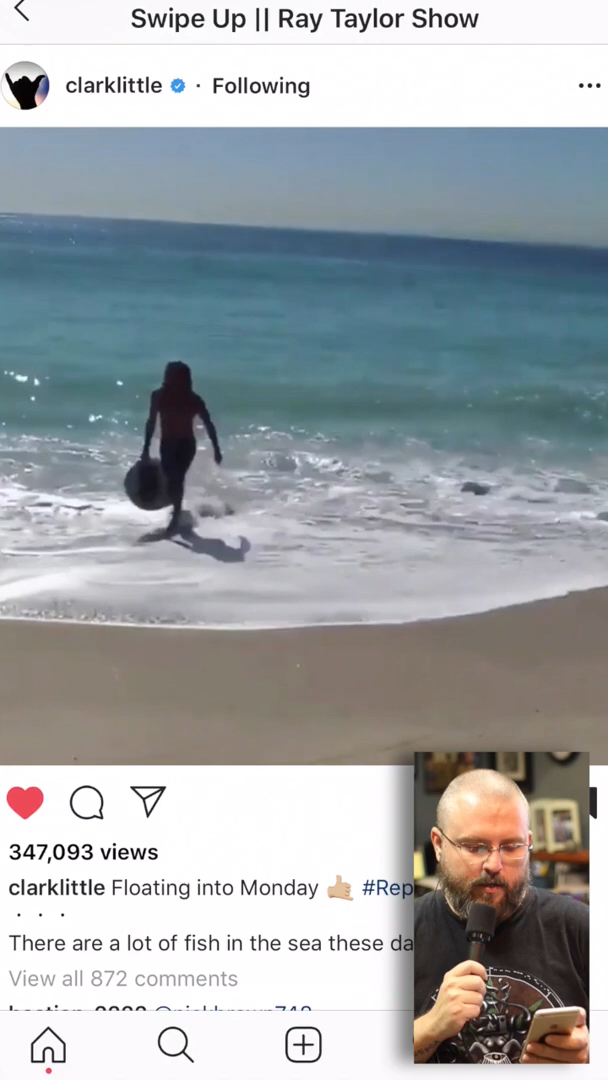 Swipe Up || Ray Taylor Show
clarklittle · Following
347,093 views
clarklittle Floating into Monday 🤙🏼 #Rep
. . .
There are a lot of fish in the sea these da
View all 872 comments